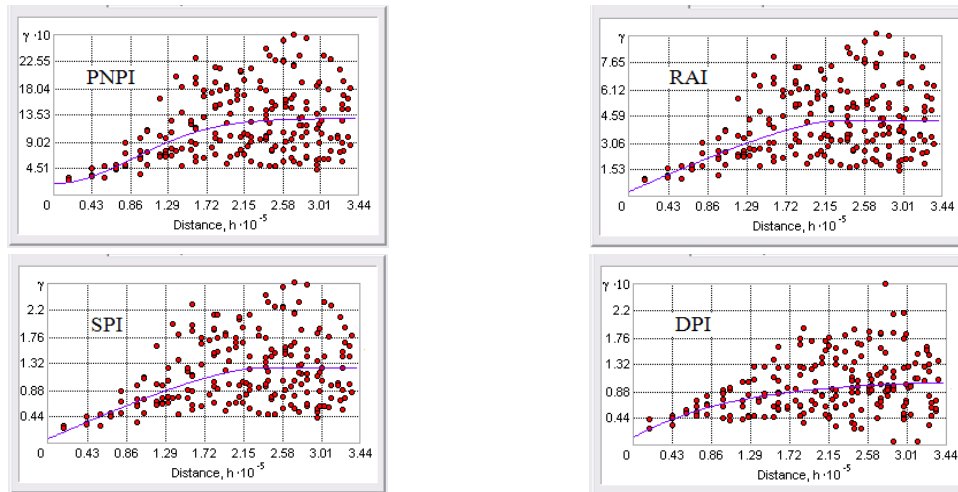 γ ·10
22.55
18.04
13.53
9.02
4.51
PNPI
0 0.43 0.86 1.29 1.72 2.15 2.58 3.01 3.44
Distance, h ·10⁻⁵
γ
7.65
6.12
4.59
3.06
1.53
RAI
0 0.43 0.86 1.29 1.72 2.15 2.58 3.01 3.44
Distance, h ·10⁻⁵
γ
2.2
1.76
1.32
0.88
0.44
SPI
0 0.43 0.86 1.29 1.72 2.15 2.58 3.01 3.44
Distance, h ·10⁻⁵
γ ·10
2.2
1.76
1.32
0.88
0.44
DPI
0 0.43 0.86 1.29 1.72 2.15 2.58 3.01 3.44
Distance, h ·10⁻⁵